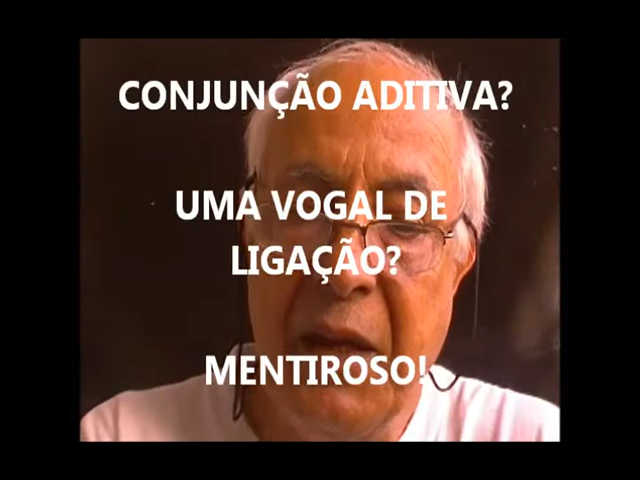 CONJUNÇÃO ADITIVA?
UMA VOGAL DE
LIGAÇÃO?
MENTIROSO!